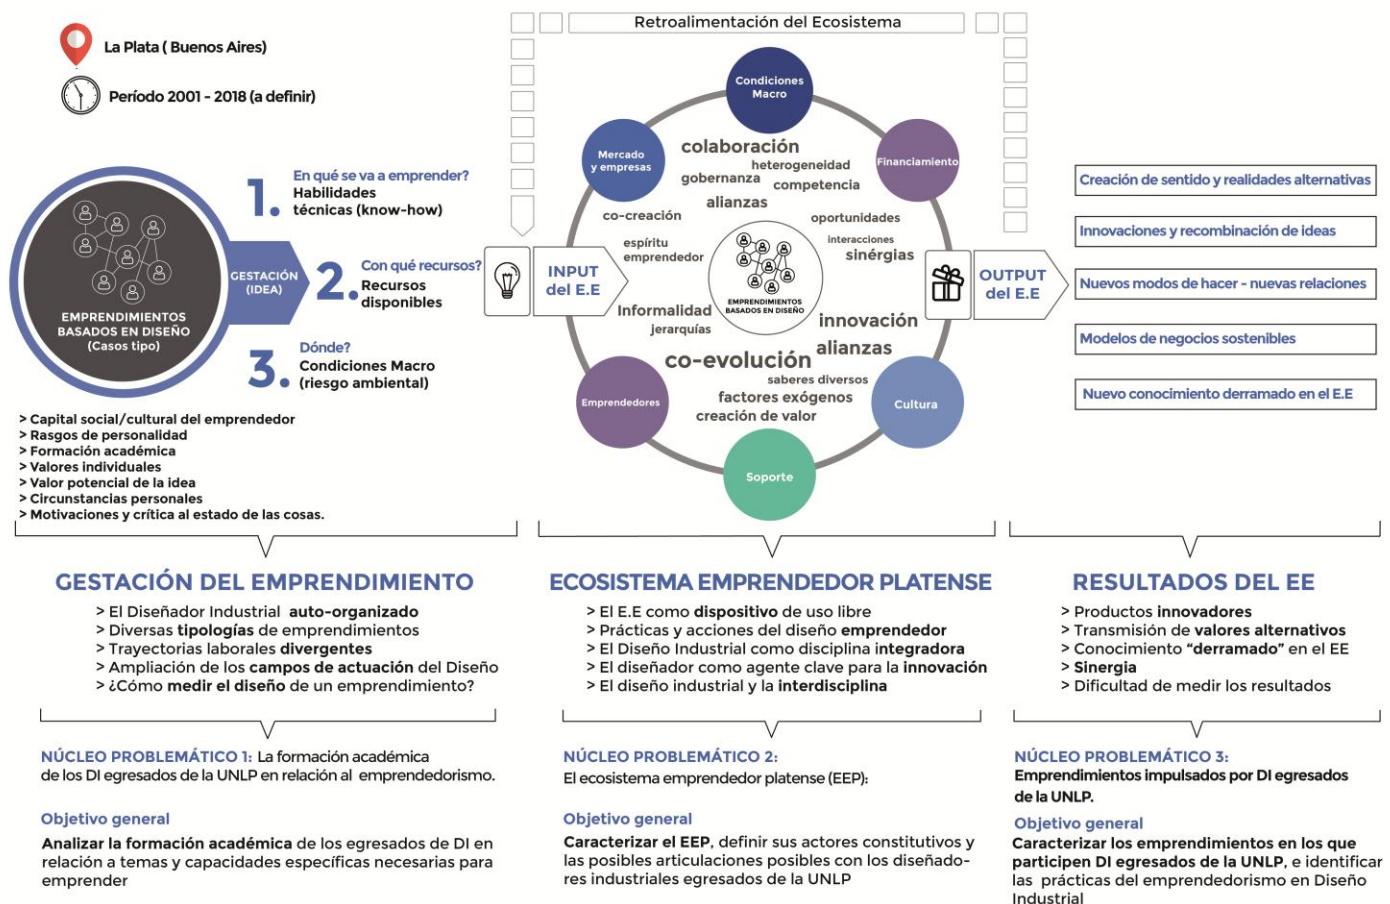 Retroalimentación del Ecosistema
La Plata ( Buenos Aires)
Período 2001 - 2018 (a definir)
EMPRENDIMIENTOS
BASADOS EN DISEÑO
(Casos tipo)
GESTACIÓN
(IDEA)
1.
En qué se va a emprender?
Habilidades
técnicas (know-how)
2.
Con qué recursos?
Recursos
disponibles
3.
Dónde?
Condiciones Macro
(riesgo ambiental)
> Capital social/cultural del emprendedor
> Rasgos de personalidad
> Formación académica
> Valores individuales
> Valor potencial de la idea
> Circunstancias personales
> Motivaciones y crítica al estado de las cosas.
INPUT
del E.E
Condiciones
Macro
Mercado
y empresas
Financiamiento
Emprendedores
Cultura
Soporte
colaboración
heterogeneidad
gobernanza
competencia
alianzas
co-creación
oportunidades
espíritu
emprendedor
interacciones
sinérgias
EMPRENDIMIENTOS
BASADOS EN DISEÑO
Informalidad
jerarquías
innovación
alianzas
co-evolución
saberes diversos
factores exógenos
creación de valor
OUTPUT
del E.E
Creación de sentido y realidades alternativas
Innovaciones y recombinación de ideas
Nuevos modos de hacer - nuevas relaciones
Modelos de negocios sostenibles
Nuevo conocimiento derramado en el E.E
GESTACIÓN DEL EMPRENDIMIENTO
> El Diseñador Industrial auto-organizado
> Diversas tipologías de emprendimientos
> Trayectorias laborales divergentes
> Ampliación de los campos de actuación del Diseño
> ¿Cómo medir el diseño de un emprendimiento?
NÚCLEO PROBLEMÁTICO 1: La formación académica
de los DI egresados de la UNLP en relación al emprendedorismo.
Objetivo general
Analizar la formación académica de los egresados de DI en
relación a temas y capacidades específicas necesarias para
emprender
ECOSISTEMA EMPRENDEDOR PLATENSE
> El E.E como dispositivo de uso libre
> Prácticas y acciones del diseño emprendedor
> El Diseño Industrial como disciplina integradora
> El diseñador como agente clave para la innovación
> El diseño industrial y la interdisciplina
NÚCLEO PROBLEMÁTICO 2:
El ecosistema emprendedor platense (EEP):
Objetivo general
Caracterizar el EEP, definir sus actores constitutivos y
las posibles articulaciones posibles con los diseñado-
res industriales egresados de la UNLP
RESULTADOS DEL EE
> Productos innovadores
> Transmisión de valores alternativos
> Conocimiento “derramado” en el EE
> Sinergia
> Dificultad de medir los resultados
NÚCLEO PROBLEMÁTICO 3:
Emprendimientos impulsados por DI egresados
de la UNLP.
Objetivo general
Caracterizar los emprendimientos en los que
participen DI egresados de la UNLP, e identificar
las prácticas del emprendedorismo en Diseño
Industrial